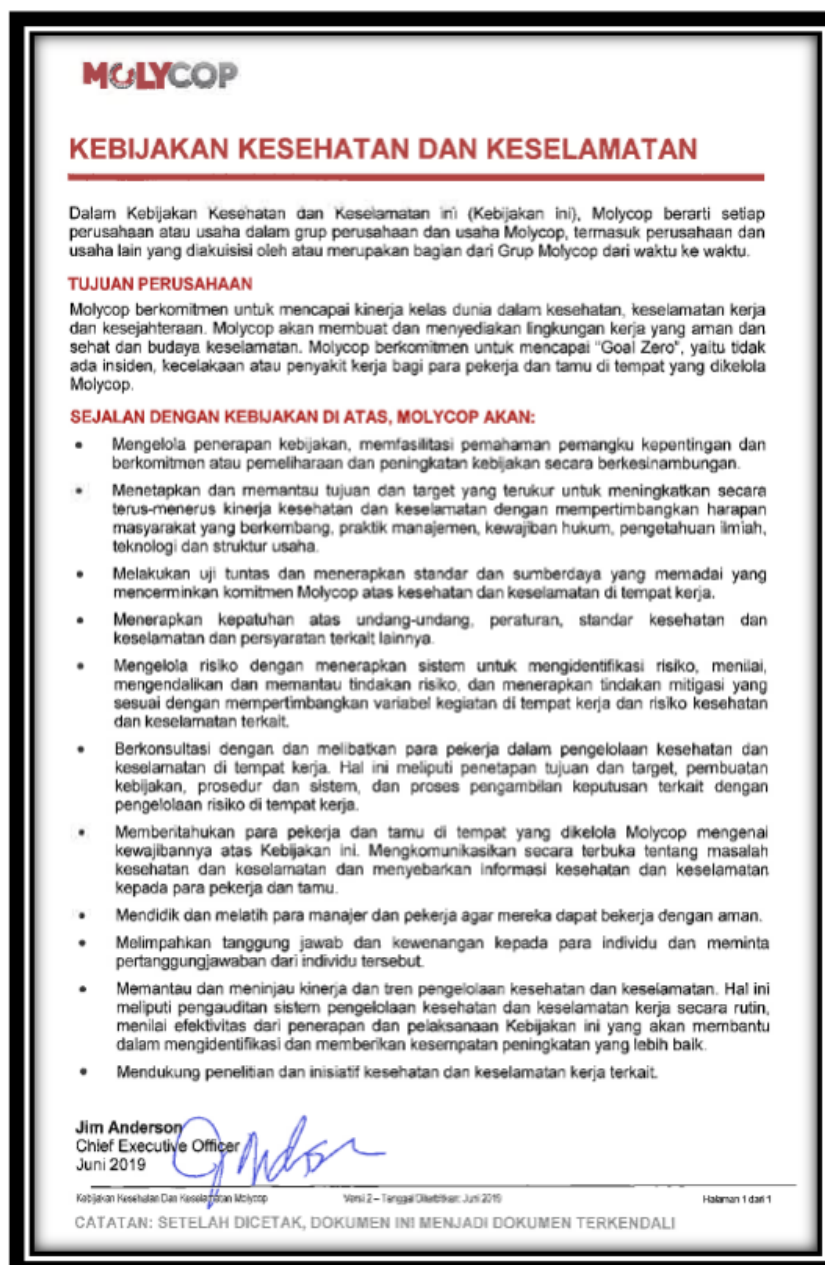 MOLYCOP
KEBIJAKAN KESEHATAN DAN KESELAMATAN
Dalam Kebijakan Kesehatan dan Keselamatan ini (Kebijakan ini), Molycop berarti setiap
perusahaan atau usaha dalam grup perusahaan dan usaha Molycop, termasuk perusahaan dan
usaha lain yang diakuisisi oleh atau merupakan bagian dari Grup Molycop dari waktu ke waktu.
TUJUAN PERUSAHAAN
Molycop berkomitmen untuk mencapai kinerja kelas dunia dalam kesehatan, keselamatan kerja
dan kesejahteraan. Molycop akan membuat dan menyediakan lingkungan kerja yang aman dan
sehat dan budaya keselamatan. Molycop berkomitmen untuk mencapai "Goal Zero", yaitu tidak
ada insiden, kecelakaan atau penyakit kerja bagi para pekerja dan tamu di tempat yang dikelola
Molycop.
SEJALAN DENGAN KEBIJAKAN DI ATAS, MOLYCOP AKAN:
• Mengelola penerapan kebijakan, memfasilitasi pemahaman pemangku kepentingan dan
berkomitmen atau pemeliharaan dan peningkatan kebijakan secara berkesinambungan.
• Menetapkan dan memantau tujuan dan target yang terukur untuk meningkatkan secara
terus-menerus kinerja kesehatan dan keselamatan dengan mempertimbangkan harapan
masyarakat yang berkembang, praktik manajemen, kewajiban hukum, pengetahuan ilmiah,
teknologi dan struktur usaha.
• Melakukan uji tuntas dan menerapkan standar dan sumberdaya yang memadai yang
mencerminkan komitmen Molycop atas kesehatan dan keselamatan di tempat kerja.
• Menerapkan kepatuhan atas undang-undang, peraturan, standar kesehatan dan
keselamatan dan persyaratan terkait lainnya.
• Mengelola risiko dengan menerapkan sistem untuk mengidentifikasi risiko, menilai,
mengendalikan dan memantau tindakan risiko, dan menerapkan tindakan mitigasi yang
sesuai dengan mempertimbangkan variabel kegiatan di tempat kerja dan risiko kesehatan
dan keselamatan terkait.
• Berkonsultasi dengan dan melibatkan para pekerja dalam pengelolaan kesehatan dan
keselamatan di tempat kerja. Hal ini meliputi penetapan tujuan dan target, pembuatan
kebijakan, prosedur dan sistem, dan proses pengambilan keputusan terkait dengan
pengelolaan risiko di tempat kerja.
• Memberitahukan para pekerja dan tamu di tempat yang dikelola Molycop mengenai
kewajibannya atas Kebijakan ini. Mengkomunikasikan secara terbuka tentang masalah
kesehatan dan keselamatan dan menyebarkan informasi kesehatan dan keselamatan
kepada para pekerja dan tamu.
• Mendidik dan melatih para manajer dan pekerja agar mereka dapat bekerja dengan aman.
• Melimpahkan tanggung jawab dan kewenangan kepada para individu dan meminta
pertanggungjawaban dari individu tersebut.
• Memantau dan meninjau kinerja dan tren pengelolaan kesehatan dan keselamatan. Hal ini
meliputi pengauditan sistem pengelolaan kesehatan dan keselamatan kerja secara rutin,
menilai efektivitas dari penerapan dan pelaksanaan Kebijakan ini yang akan membantu
dalam mengidentifikasi dan memberikan kesempatan peningkatan yang lebih baik.
• Mendukung penelitian dan inisiatif kesehatan dan keselamatan kerja terkait.
Jim Anderson
Chief Executive Officer
Juni 2019
Kebijakan Kesehatan Dan Keselamatan Molycop Versi 2 – Tanggal Diterbitkan: Juni 2019 Halaman 1 dari 1
CATATAN: SETELAH DICETAK, DOKUMEN INI MENJADI DOKUMEN TERKENDALI